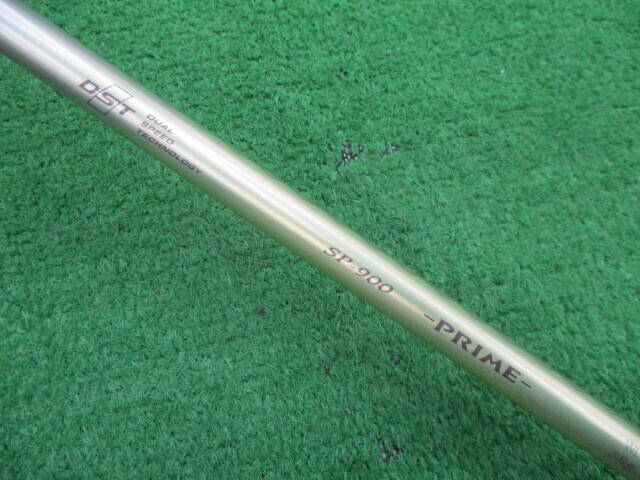 DST
DUAL
SPEED
TECHNOLOGY
SP-900
-PRIME-